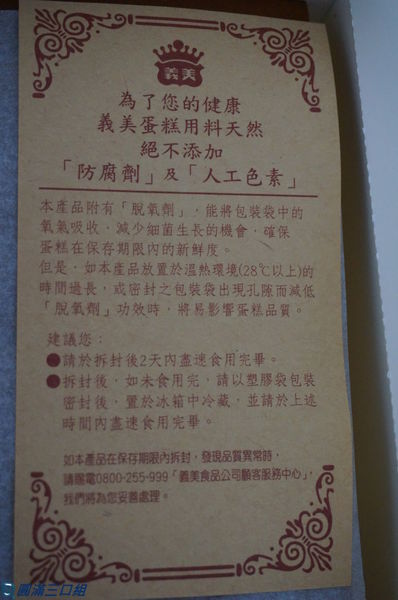 義美
為了您的健康
義美蛋糕用料天然
絕不添加
「防腐劑」及「人工色素」
本產品附有「脫氧劑」，能將包裝袋中的
氧氣吸收，減少細菌生長的機會，確保
蛋糕在保存期限內的新鮮度。
但是，如本產品放置於溫熱環境(28℃以上)的
時間過長，或密封之包裝袋出現孔隙而減低
「脫氧劑」功效時，將易影響蛋糕品質。
建議您：
●請於拆封後2天內盡速食用完畢。
●拆封後，如未食用完，請以塑膠袋包裝
密封後，置於冰箱中冷藏，並請於上述
時間內盡速食用完畢。
如本產品在保存期限內拆封，發現品質異常時，
請撥電0800-255-999「義美食品公司顧客服務中心」，
我們將為您妥善處理。
圓滿三口組